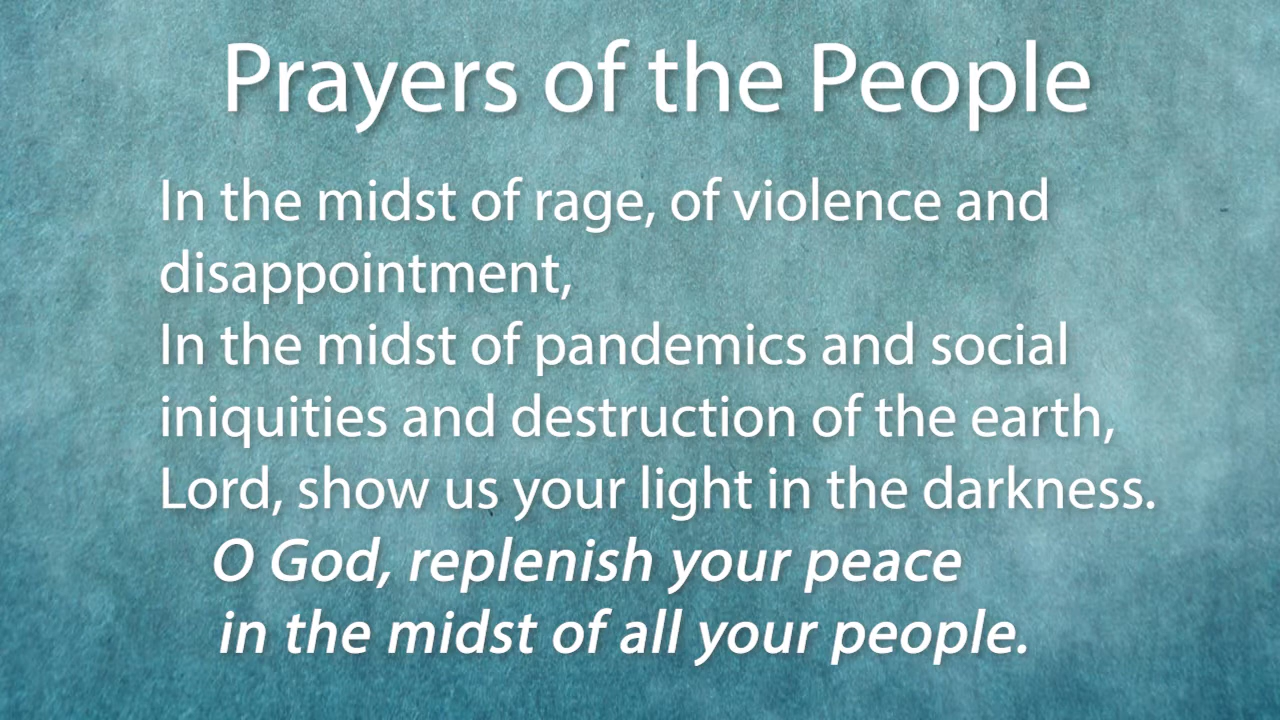 Prayers of the People
In the midst of rage, of violence and
disappointment,
In the midst of pandemics and social
iniquities and destruction of the earth,
Lord, show us your light in the darkness.
O God, replenish your peace
in the midst of all your people.